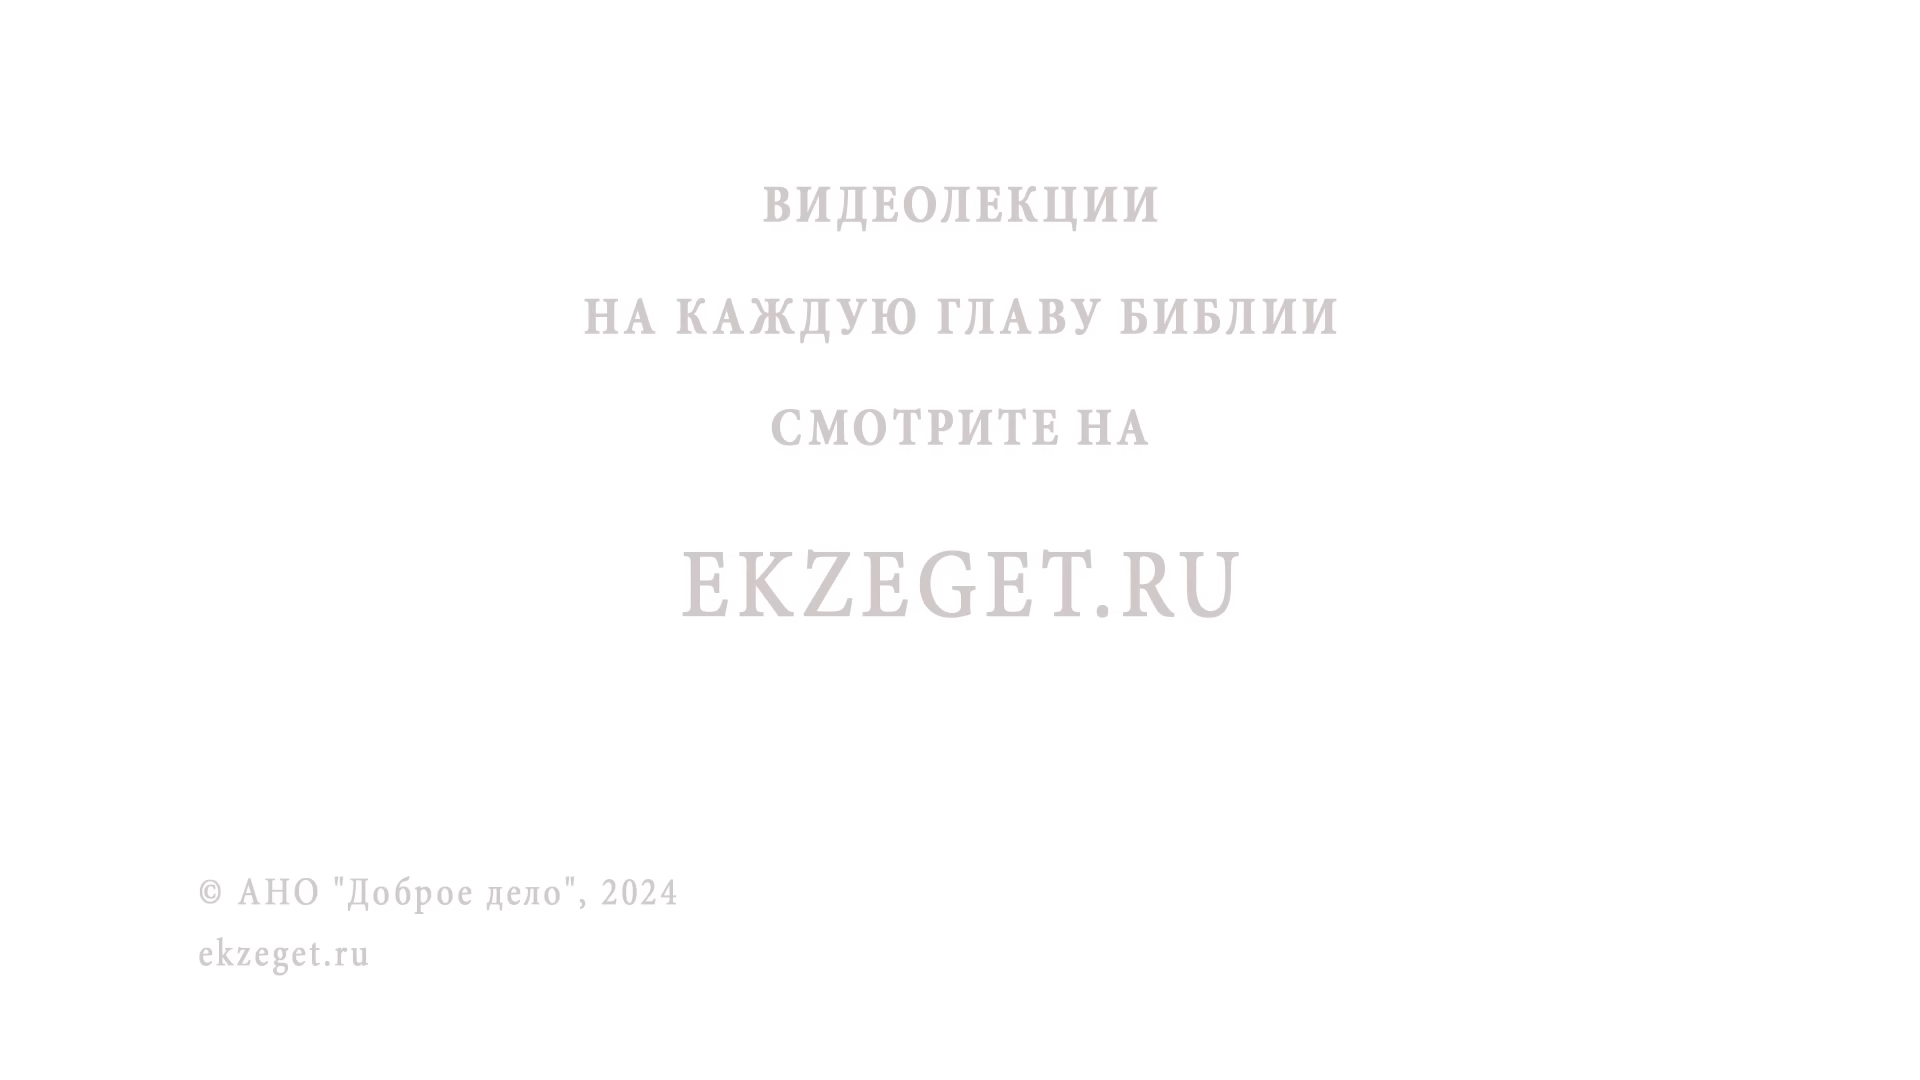 ВИДЕОЛЕКЦИИ
НА КАЖДУЮ ГЛАВУ БИБЛИИ
СМОТРИТЕ НА
EKZEGET.RU
© АНО "Доброе дело", 2024
ekzeget.ru